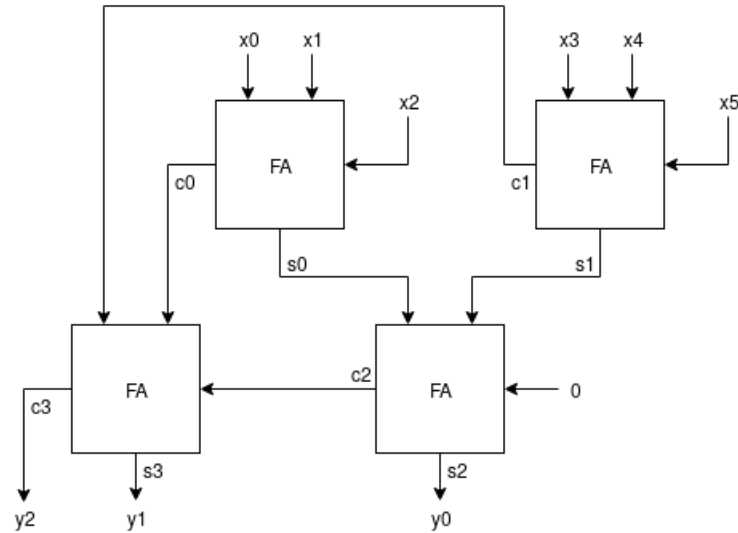 x0 x1 x3 x4
x2 x5
FA FA
c0 c1
s0 s1
c2
FA FA 0
c3
s3 s2
y2 y1 y0